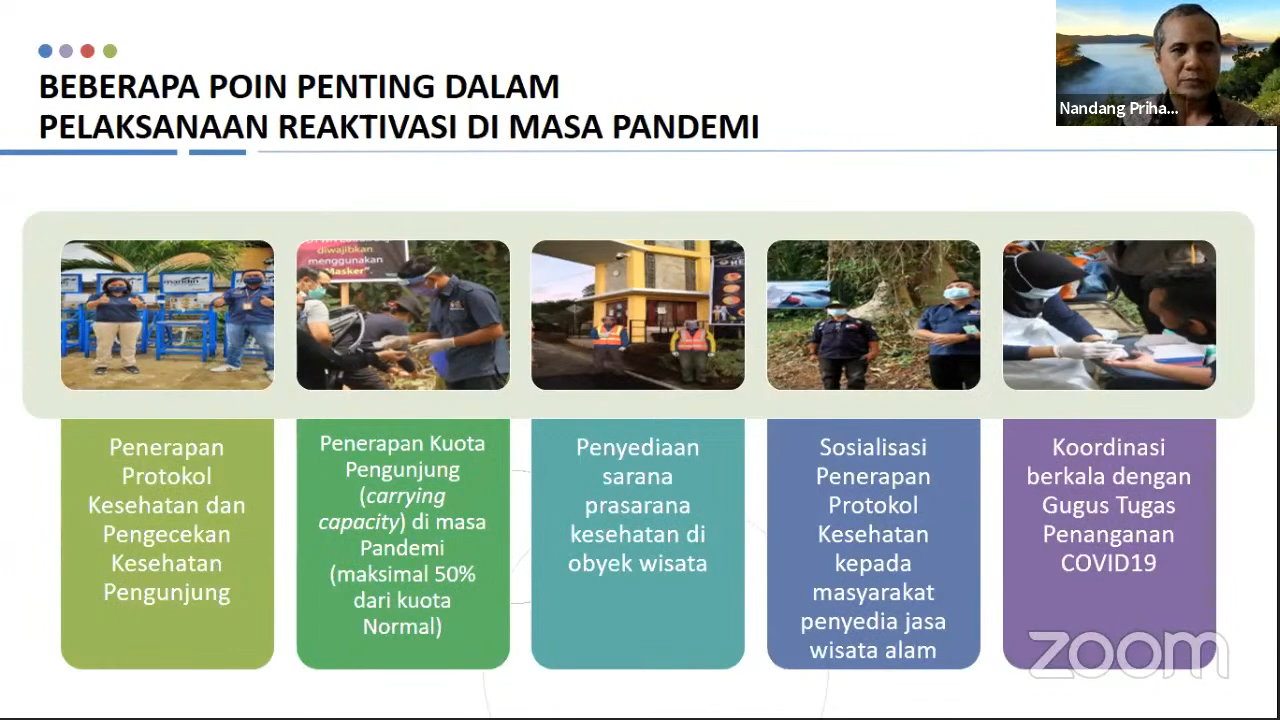 BEBERAPA POIN PENTING DALAM
PELAKSANAAN REAKTIVASI DI MASA PANDEMI
Nandang Priha...
diwajibkan
menggunakan
"Masker".
Penerapan
Protokol
Kesehatan dan
Pengecekan
Kesehatan
Pengunjung
Penerapan Kuota
Pengunjung
(carrying
capacity) di masa
Pandemi
(maksimal 50%
dari kuota
Normal)
Penyediaan
sarana
prasarana
kesehatan di
obyek wisata
Sosialisasi
Penerapan
Protokol
Kesehatan
kepada
masyarakat
penyedia jasa
wisata alam
Koordinasi
berkala dengan
Gugus Tugas
Penanganan
COVID19
zoom